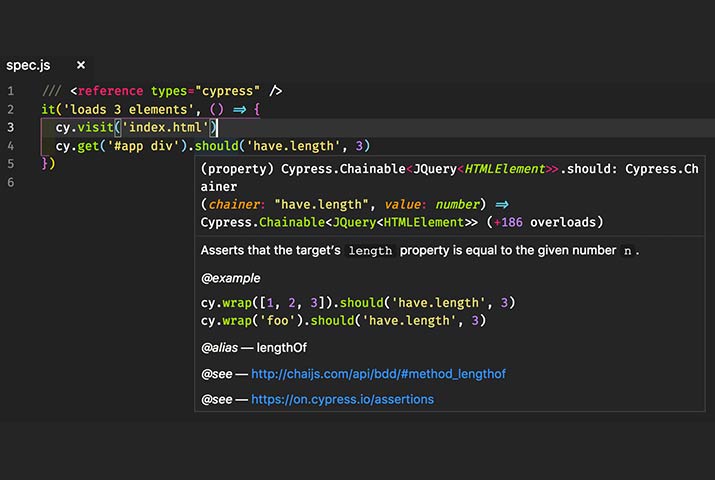 spec.js ×
1 /// <reference types="cypress" />
2 it('loads 3 elements', () => {
3 cy.visit('index.html')
4 cy.get('#app div').should('have.length', 3)
5 })
6
(property) Cypress.Chainable<JQuery<HTMLElement>>.should: Cypress.Ch
ainer
(chainer: "have.length", value: number) =>
Cypress.Chainable<JQuery<HTMLElement>> (+186 overloads)
Asserts that the target’s length property is equal to the given number n .
@example
cy.wrap([1, 2, 3]).should('have.length', 3)
cy.wrap('foo').should('have.length', 3)
@alias — lengthOf
@see — http://chaijs.com/api/bdd/#method_lengthof
@see — https://on.cypress.io/assertions